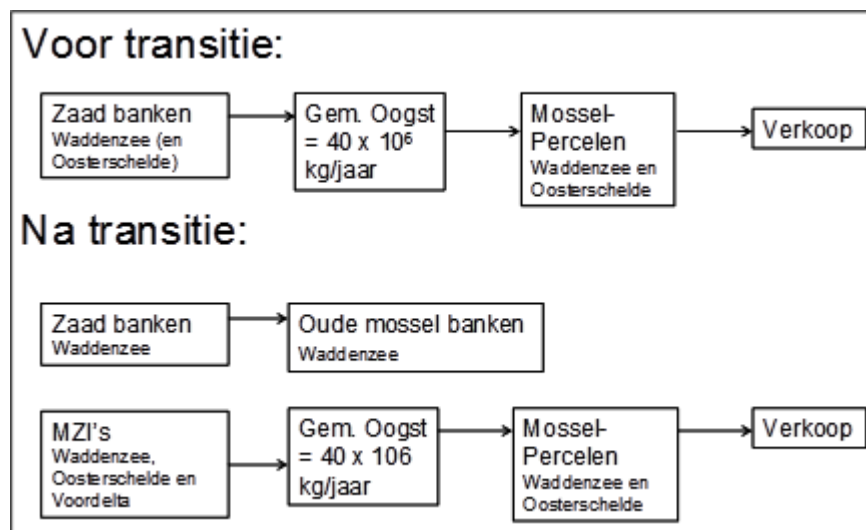 Voor transitie:
Zaad banken
Waddenzee (en
Oosterschelde)
Gem. Oogst
= 40 x 10⁶
kg/jaar
Mossel-
Percelen
Waddenzee en
Oosterschelde
Verkoop
Na transitie:
Zaad banken
Waddenzee
Oude mossel banken
Waddenzee
MZI's
Waddenzee,
Oosterschelde en
Voordelta
Gem. Oogst
= 40 x 106
kg/jaar
Mossel-
Percelen
Waddenzee en
Oosterschelde
Verkoop